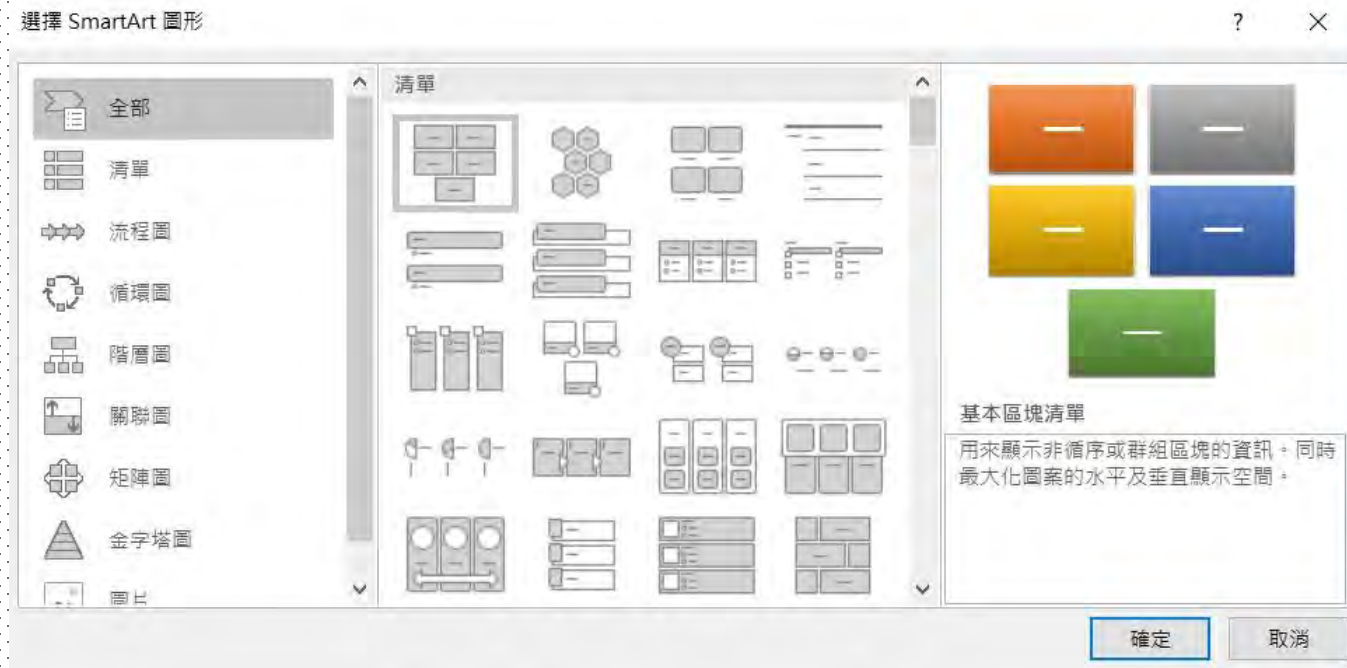 選擇 SmartArt 圖形
?
全部
清單
流程圖
循環圖
階層圖
關聯圖
矩陣圖
金字塔圖
圖片
清單
基本區塊清單
用來顯示非循序或群組區塊的資訊。同時
最大化圖案的水平及垂直顯示空間。
確定
取消